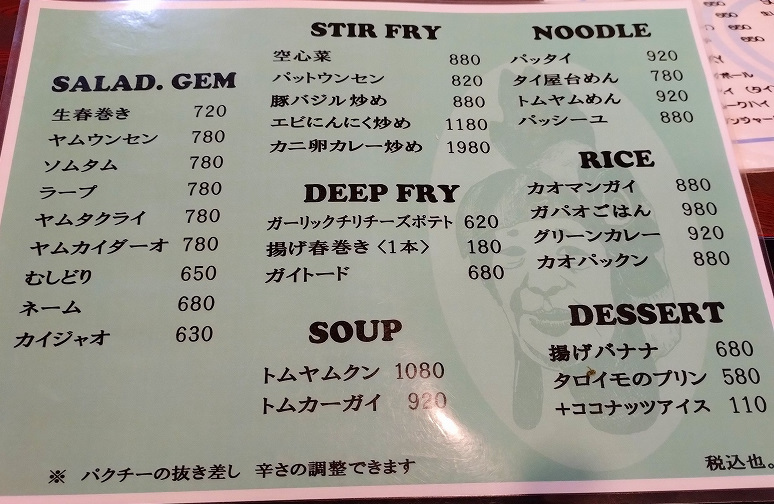 SALAD. GEM
生春巻き 720
ヤムウンセン 780
ソムタム 780
ラープ 780
ヤムタクライ 780
ヤムカイダーオ 780
むしどり 650
ネーム 680
カイジャオ 630
STIR FRY
空心菜 880
パットウンセン 820
豚バジル炒め 880
エビにんにく炒め 1180
カニ卵カレー炒め 1980
DEEP FRY
ガーリックチリチーズポテト 620
揚げ春巻き〈1本〉 180
ガイトード 680
SOUP
トムヤムクン 1080
トムカーガイ 920
NOODLE
パッタイ 920
タイ屋台めん 780
トムヤムめん 920
パッシーユ 880
RICE
カオマンガイ 880
ガパオごはん 980
グリーンカレー 920
カオパックン 880
DESSERT
揚げバナナ 680
タロイモのプリン 580
＋ココナッツアイス 110
※ パクチーの抜き差し 辛さの調整できます
税込也。